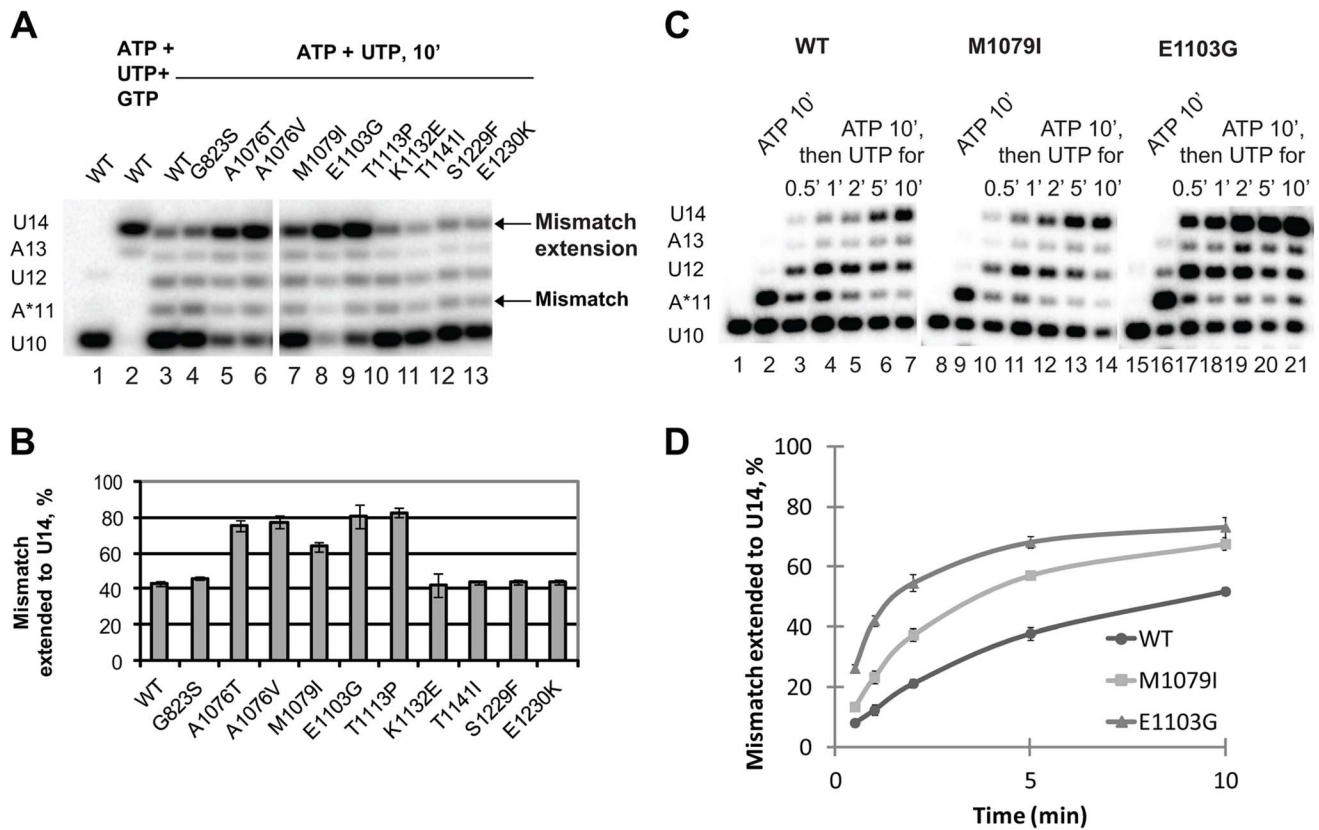 A
ATP +
UTP+
GTP
ATP + UTP, 10’
WT
WT
WT
G823S
A1076T
A1076V
M1079I
E1103G
T1113P
K1132E
T1141I
S1229F
E1230K
U14
A13
U12
A*11
U10
Mismatch
extension
Mismatch
1 2 3 4 5 6 7 8 9 10 11 12 13
B
Mismatch
extended to U14, %
100
80
60
40
20
0
WT
G823S
A1076T
A1076V
M1079I
E1103G
T1113P
K1132E
T1141I
S1229F
E1230K
C
WT M1079I E1103G
ATP 10’
ATP 10’,
then UTP for
0.5’ 1’ 2’ 5’ 10’
ATP 10’
ATP 10’,
then UTP for
0.5’ 1’ 2’ 5’ 10’
ATP 10’
ATP 10’,
then UTP for
0.5’ 1’ 2’ 5’ 10’
U14
A13
U12
A*11
U10
1 2 3 4 5 6 7 8 9 10 11 12 13 14 15 16 17 18 19 20 21
D
Mismatch extended to U14, %
100
80
60
40
20
0
WT
M1079I
E1103G
0 5 10
Time (min)